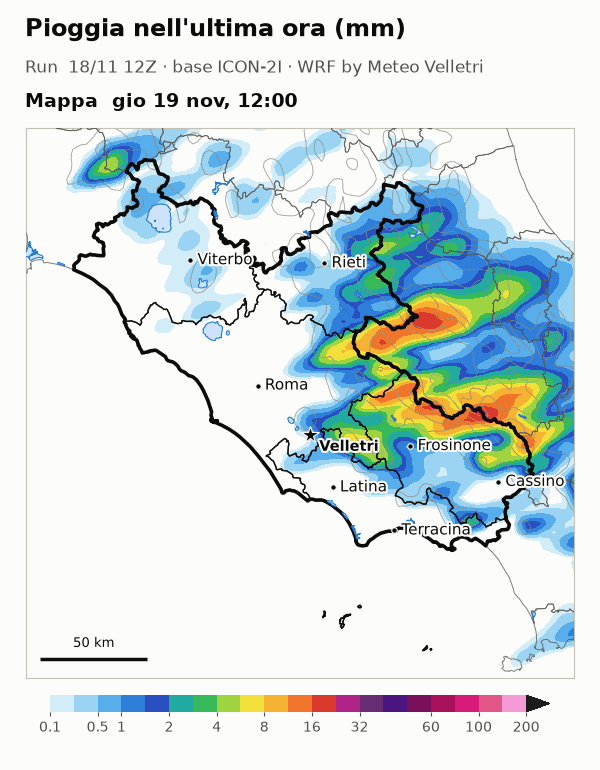 Pioggia nell'ultima ora (mm)
Run  18/11 12Z · base ICON-2I · WRF by Meteo Velletri
Mappa  gio 19 nov, 12:00
Viterbo
Rieti
Roma
Velletri
Frosinone
Cassino
Latina
Terracina
50 km
0.1 0.5 1 2 4 8 16 32 60 100 200